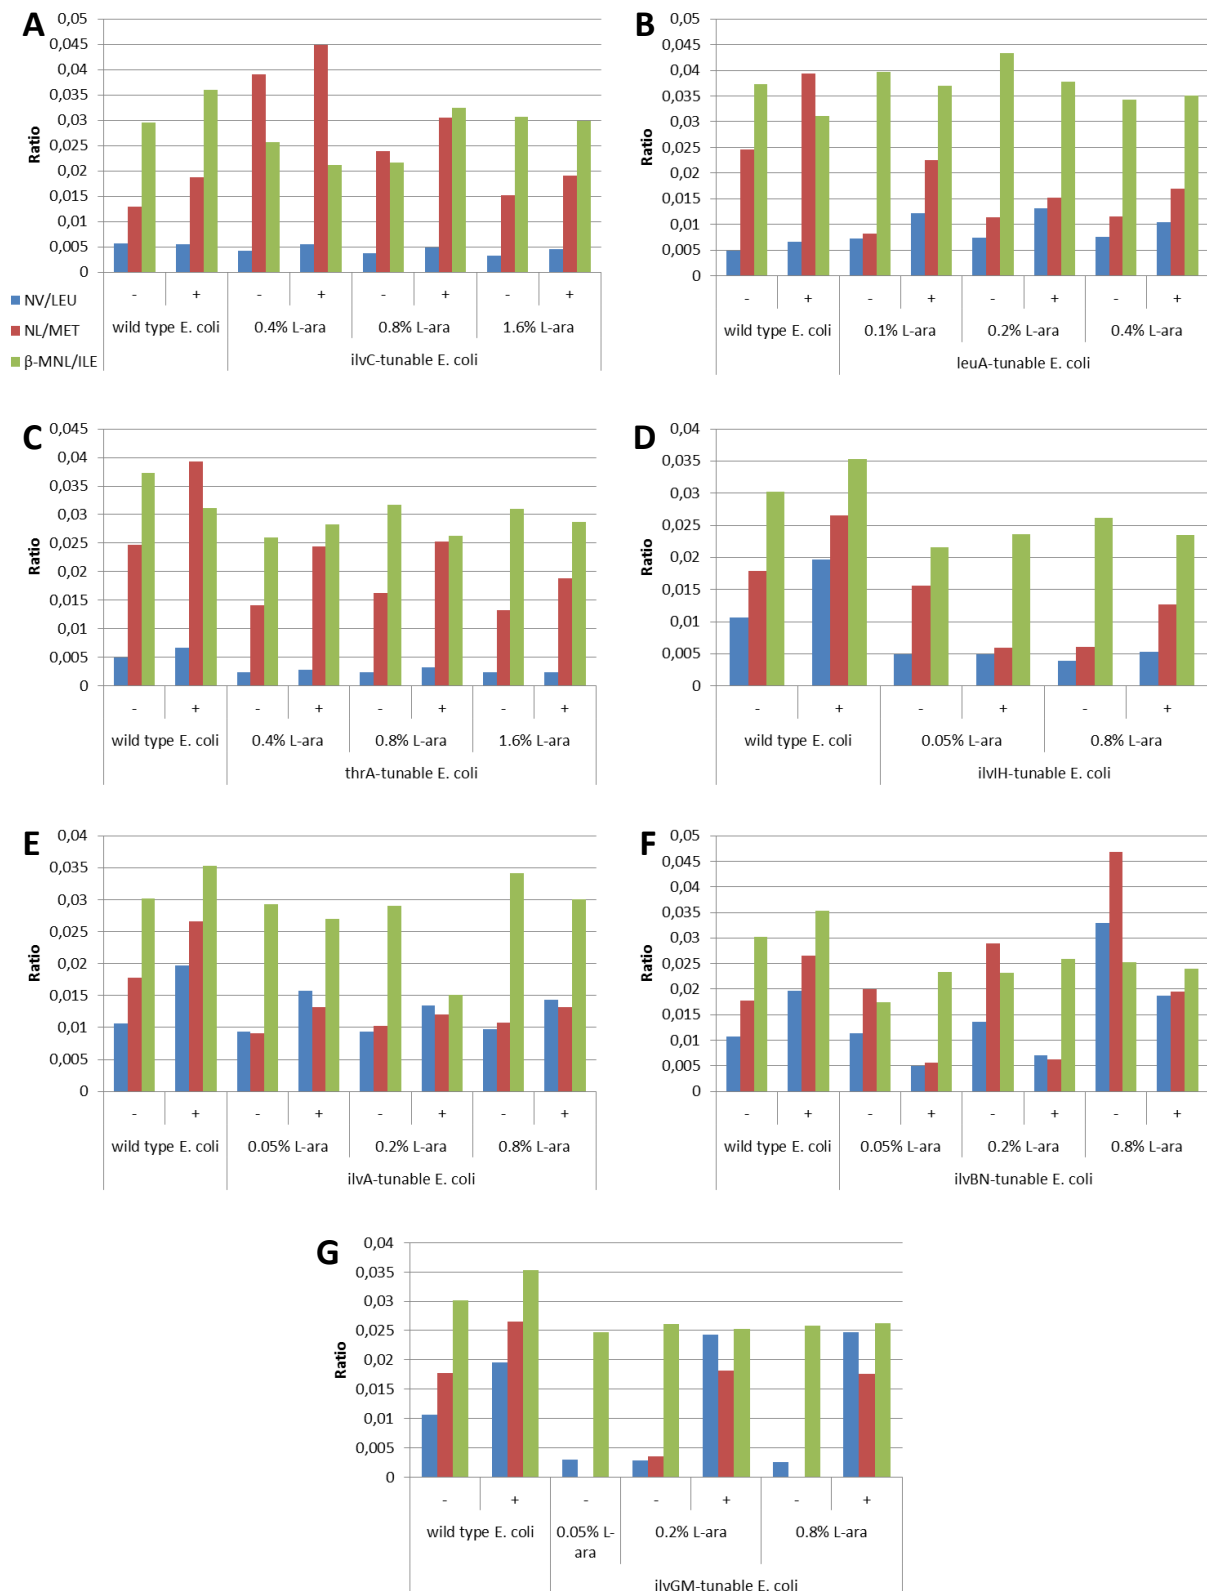 A
0,05
0,045
0,04
0,035
0,03
0,025
0,02
0,015
0,01
0,005
0
Ratio
- + - + - + - +
wild type E. coli 0.4% L-ara 0.8% L-ara 1.6% L-ara
ilvC-tunable E. coli
NV/LEU
NL/MET
β-MNL/ILE
B
0,05
0,045
0,04
0,035
0,03
0,025
0,02
0,015
0,01
0,005
0
Ratio
- + - + - + - +
wild type E. coli 0.1% L-ara 0.2% L-ara 0.4% L-ara
leuA-tunable E. coli
C
0,045
0,04
0,035
0,03
0,025
0,02
0,015
0,01
0,005
0
Ratio
- + - + - + - +
wild type E. coli 0.4% L-ara 0.8% L-ara 1.6% L-ara
thrA-tunable E. coli
D
0,04
0,035
0,03
0,025
0,02
0,015
0,01
0,005
0
Ratio
- + - + - +
wild type E. coli 0.05% L-ara 0.8% L-ara
ilvIH-tunable E. coli
E
0,04
0,035
0,03
0,025
0,02
0,015
0,01
0,005
0
Ratio
- + - + - + - +
wild type E. coli 0.05% L-ara 0.2% L-ara 0.8% L-ara
ilvA-tunable E. coli
F
0,05
0,045
0,04
0,035
0,03
0,025
0,02
0,015
0,01
0,005
0
Ratio
- + - + - + - +
wild type E. coli 0.05% L-ara 0.2% L-ara 0.8% L-ara
ilvBN-tunable E. coli
G
0,04
0,035
0,03
0,025
0,02
0,015
0,01
0,005
0
Ratio
- + - - + - +
wild type E. coli 0.05% L- 0.2% L-ara 0.8% L-ara
ara
ilvGM-tunable E. coli